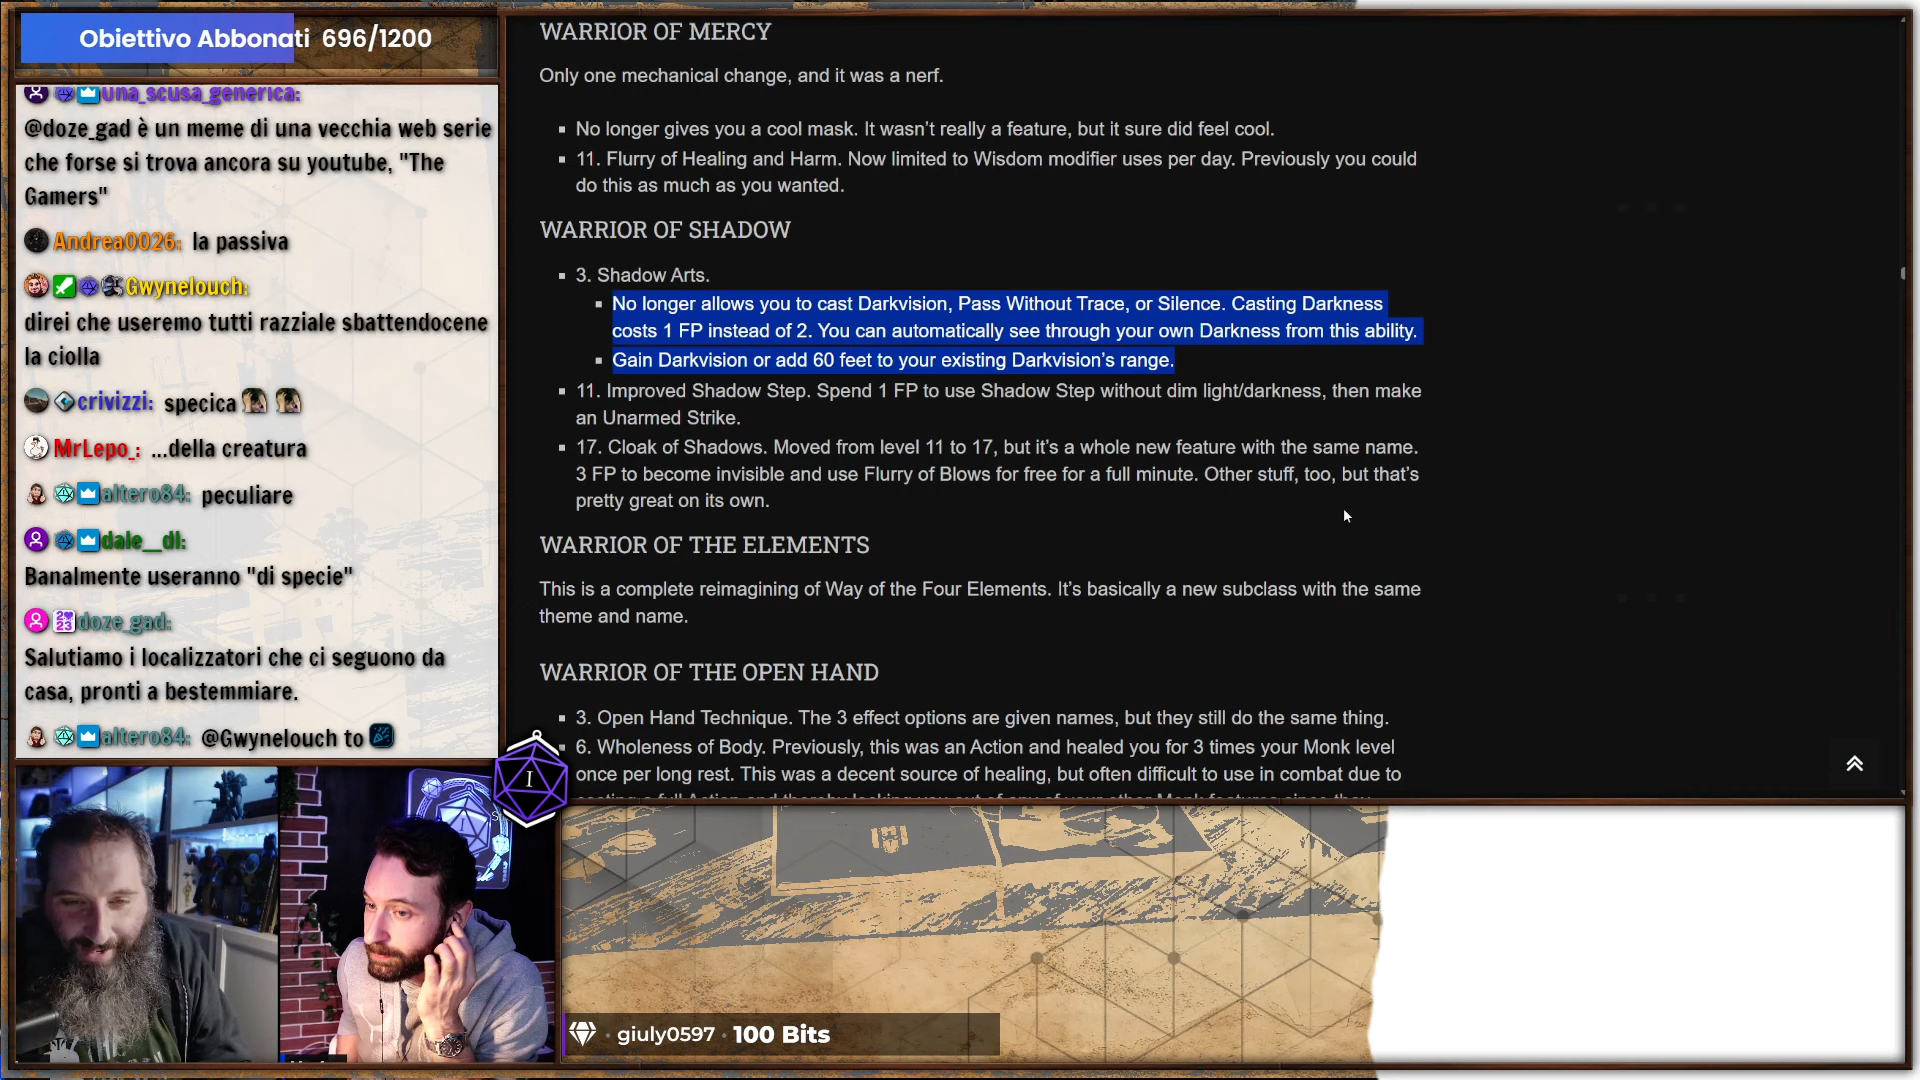 Obiettivo Abbonati 696/1200
una_scusa_generica:
@doze_gad è un meme di una vecchia web serie
che forse si trova ancora su youtube, "The
Gamers"
Andrea0026: la passiva
Gwynelouch:
direi che useremo tutti razziale sbattendocene
la ciolla
crivizzi: specica
MrLepo_: ...della creatura
altero84: peculiare
dale__dl:
Banalmente useranno "di specie"
doze_gad:
Salutiamo i localizzatori che ci seguono da
casa, pronti a bestemmiare.
altero84: @Gwynelouch to
WARRIOR OF MERCY
Only one mechanical change, and it was a nerf.
▪ No longer gives you a cool mask. It wasn't really a feature, but it sure did feel cool.
▪ 11. Flurry of Healing and Harm. Now limited to Wisdom modifier uses per day. Previously you could
do this as much as you wanted.
WARRIOR OF SHADOW
▪ 3. Shadow Arts.
▪ No longer allows you to cast Darkvision, Pass Without Trace, or Silence. Casting Darkness
costs 1 FP instead of 2. You can automatically see through your own Darkness from this ability.
▪ Gain Darkvision or add 60 feet to your existing Darkvision's range.
▪ 11. Improved Shadow Step. Spend 1 FP to use Shadow Step without dim light/darkness, then make
an Unarmed Strike.
▪ 17. Cloak of Shadows. Moved from level 11 to 17, but it's a whole new feature with the same name.
3 FP to become invisible and use Flurry of Blows for free for a full minute. Other stuff, too, but that's
pretty great on its own.
WARRIOR OF THE ELEMENTS
This is a complete reimagining of Way of the Four Elements. It's basically a new subclass with the same
theme and name.
WARRIOR OF THE OPEN HAND
▪ 3. Open Hand Technique. The 3 effect options are given names, but they still do the same thing.
▪ 6. Wholeness of Body. Previously, this was an Action and healed you for 3 times your Monk level
once per long rest. This was a decent source of healing, but often difficult to use in combat due to
I
giuly0597 · 100 Bits